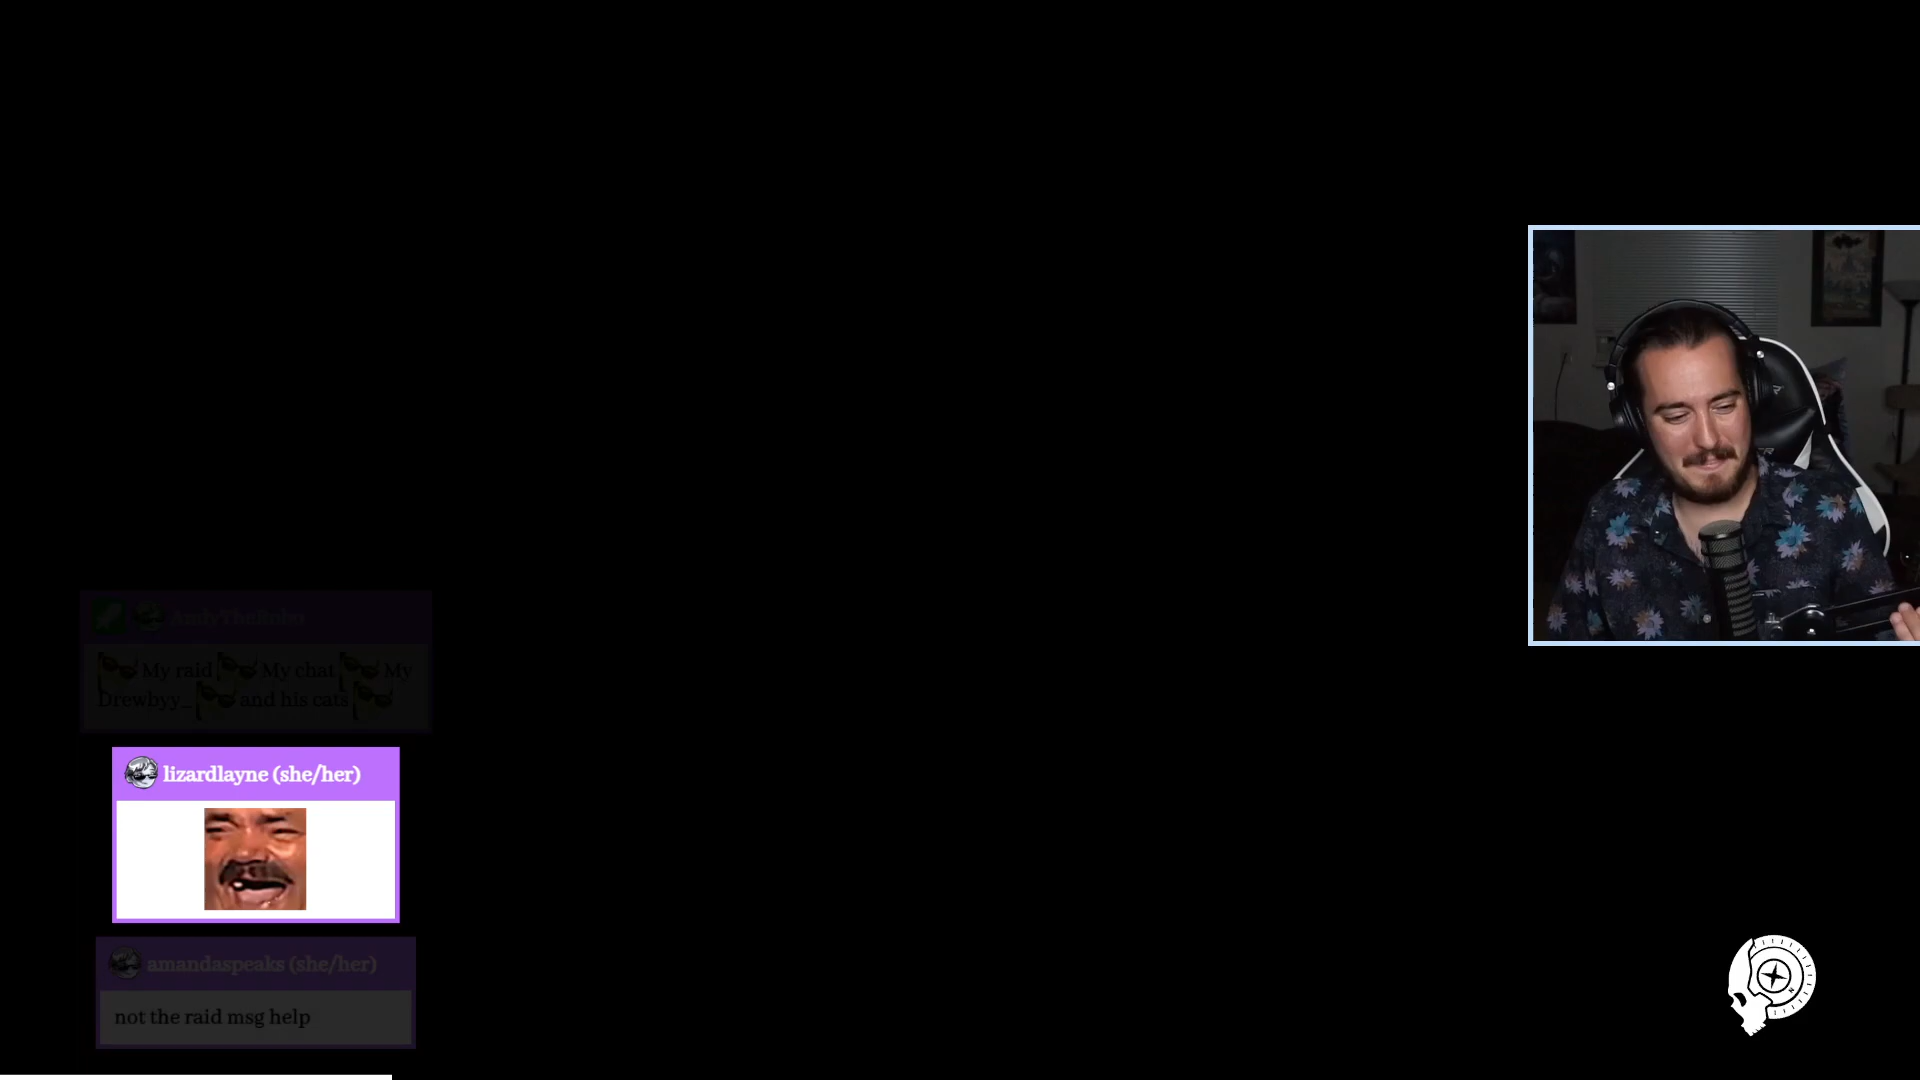 AmlyTheRobo
My raid My chat My
Drewbyy_ and his cats
lizardlayne (she/her)
amandaspeaks (she/her)
not the raid msg help